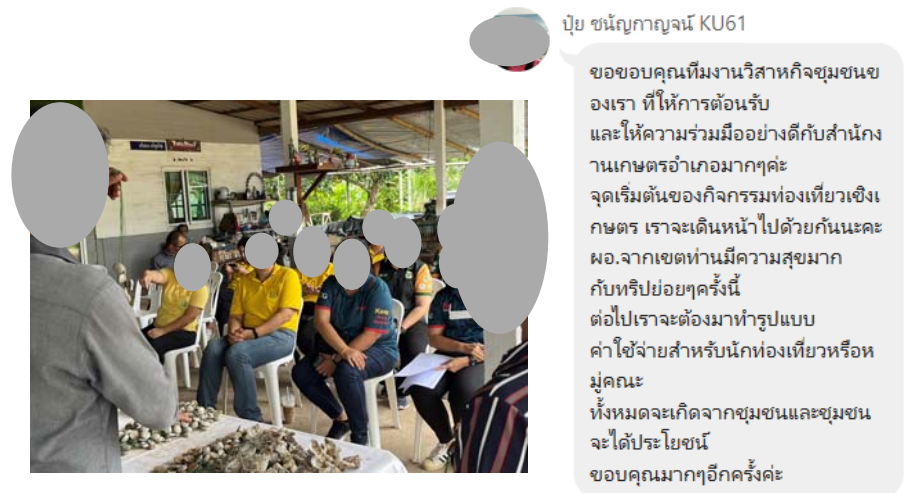 ปุ๋ย ชนัญกาญจน์ KU61
ขอขอบคุณทีมงานวิสาหกิจชุมชนข
องเรา ที่ให้การต้อนรับ
และให้ความร่วมมืออย่างดีกับสำนักง
านเกษตรอำเภอมากๆค่ะ
จุดเริ่มต้นของกิจกรรมท่องเที่ยวเชิงเ
กษตร เราจะเดินหน้าไปด้วยกันนะคะ
ผอ.จากเขตท่านมีความสุขมาก
กับทริปย่อยๆครั้งนี้
ต่อไปเราจะต้องมาทำรูปแบบ
ค่าใช้จ่ายสำหรับนักท่องเที่ยวหรือห
มู่คณะ
ทั้งหมดจะเกิดจากชุมชนและชุมชน
จะได้ประโยชน์
ขอบคุณมากๆอีกครั้งค่ะ